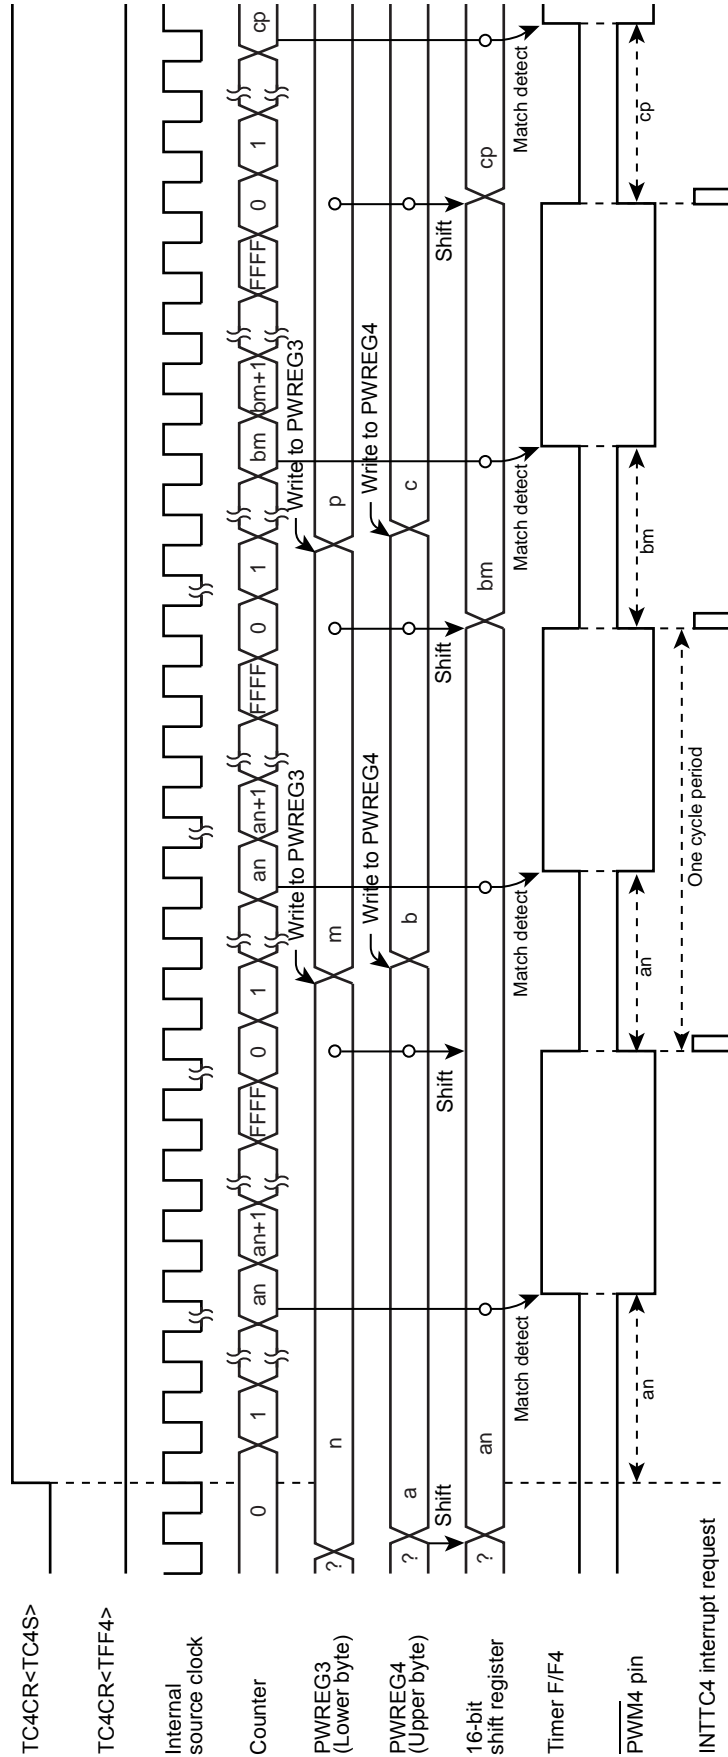 TC4CR<TC4S>
TC4CR<TFF4>
Internal
source clock
Counter
0
1
an
an+1
FFFF
0
1
an
an+1
FFFF
0
1
bm
bm+1
FFFF
0
1
cp
PWREG3
(Lower byte)
?
n
Write to PWREG3
m
Write to PWREG3
p
PWREG4
(Upper byte)
?
a
Write to PWREG4
b
Write to PWREG4
c
Shift
Shift
Shift
Shift
16-bit
shift register
?
an
bm
cp
Match detect
Match detect
Match detect
Match detect
Timer F/F4
PWM4 pin
an
an
bm
cp
One cycle period
INTTC4 interrupt request